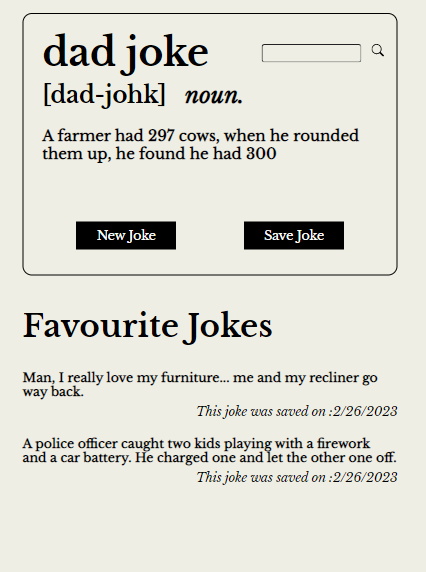 dad joke
[dad-johk] noun.
A farmer had 297 cows, when he rounded
them up, he found he had 300
New Joke Save Joke
Favourite Jokes
Man, I really love my furniture... me and my recliner go
way back.
This joke was saved on :2/26/2023
A police officer caught two kids playing with a firework
and a car battery. He charged one and let the other one off.
This joke was saved on :2/26/2023